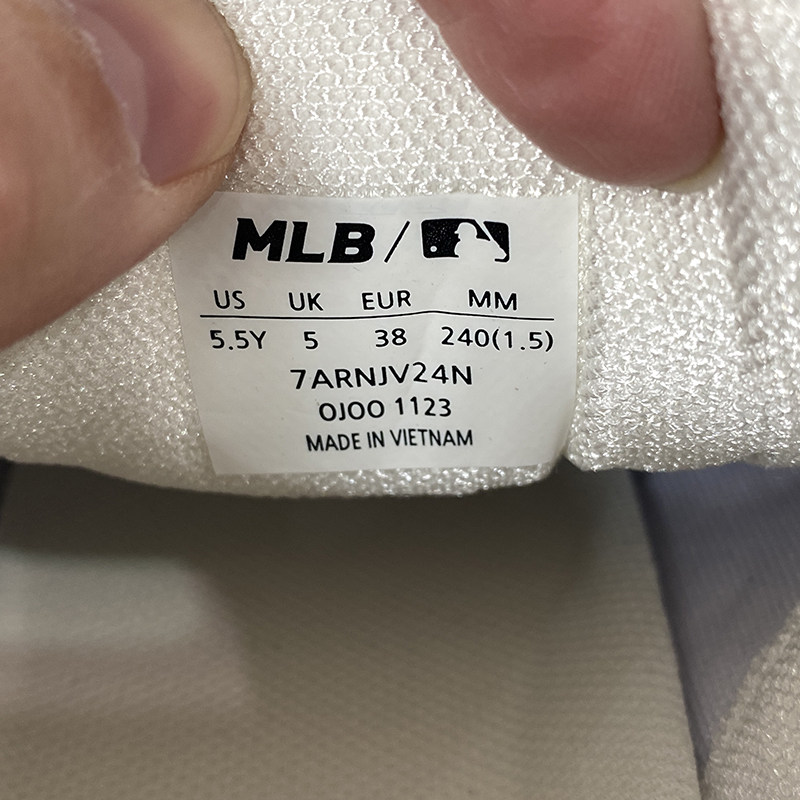 MLB /
US UK EUR MM
5.5Y 5 38 240(1.5)
7ARNJV24N
OJOO 1123
MADE IN VIETNAM